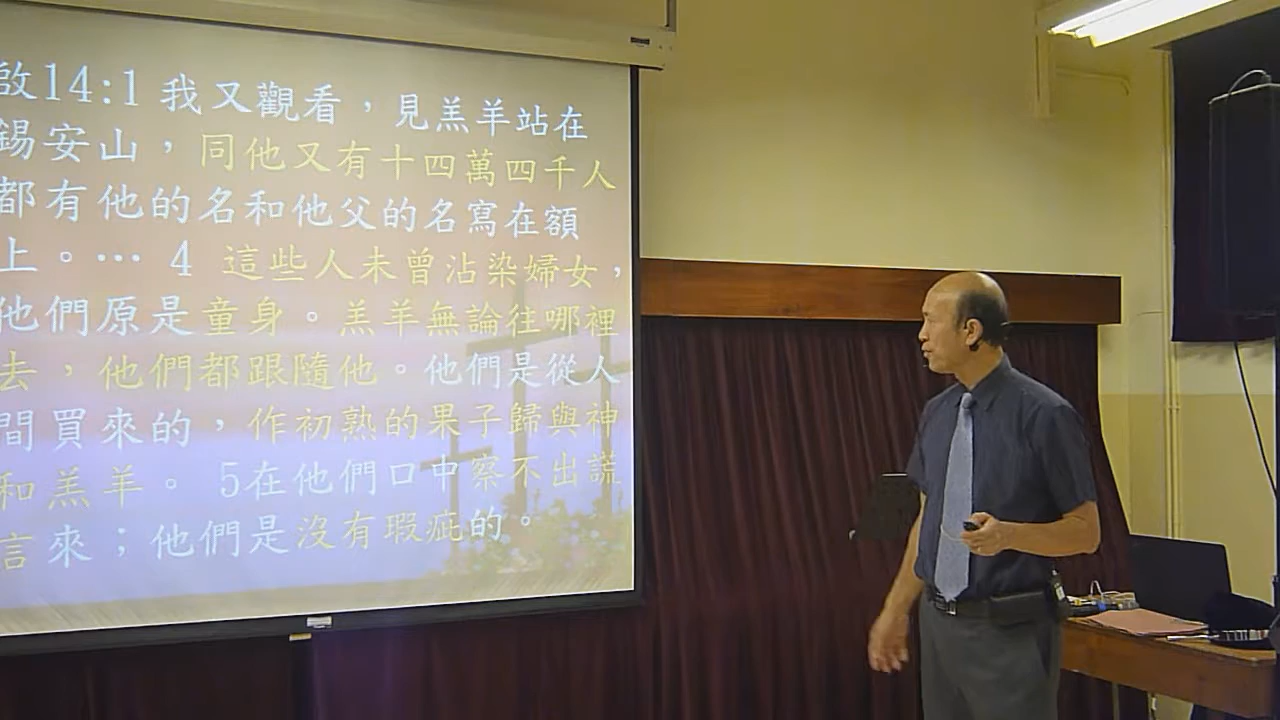 啟14:1 我又觀看，見羔羊站在
錫安山，同他又有十四萬四千人
都有他的名和他父的名寫在額
上。… 4 這些人未曾沾染婦女，
他們原是童身。羔羊無論往哪裡
去，他們都跟隨他。他們是從人
間買來的，作初熟的果子歸與神
和羔羊。 5在他們口中察不出謊
言來；他們是沒有瑕疵的。